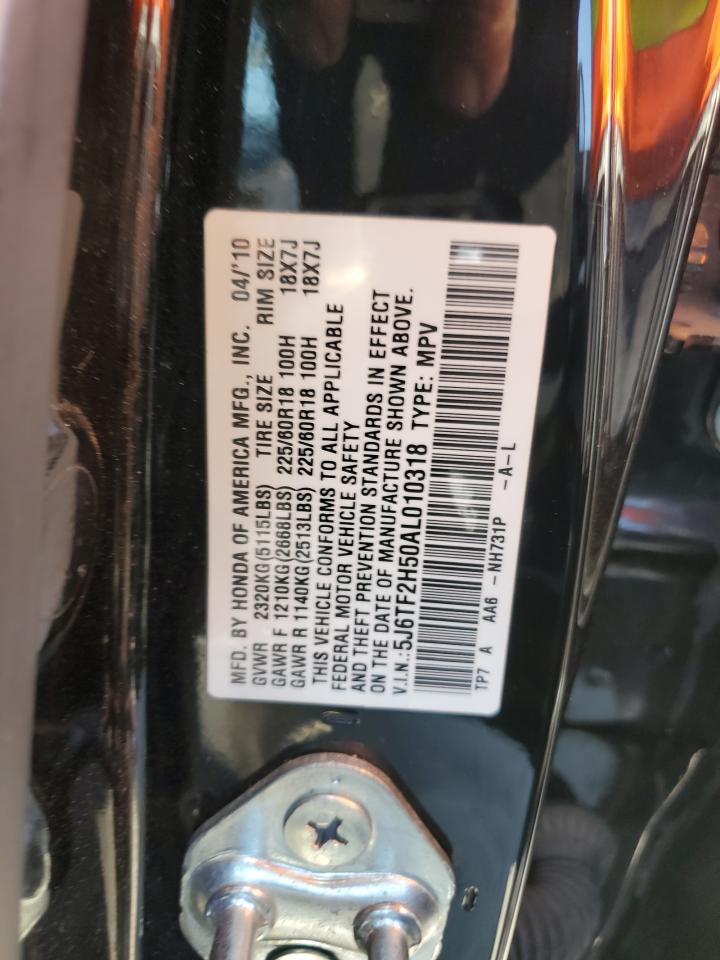 MFD. BY HONDA OF AMERICA MFG., INC. 04/'10
GVWR 2320KG(5115LBS) TIRE SIZE RIM SIZE
GAWR F 1210KG(2668LBS) 225/60R18 100H 18X7J
GAWR R 1140KG(2513LBS) 225/60R18 100H 18X7J
THIS VEHICLE CONFORMS TO ALL APPLICABLE
FEDERAL MOTOR VEHICLE SAFETY
AND THEFT PREVENTION STANDARDS IN EFFECT
ON THE DATE OF MANUFACTURE SHOWN ABOVE.
V.I.N.:5J6TF2H50AL010318 TYPE: MPV
TP7 A AA6 -NH731P -A-L